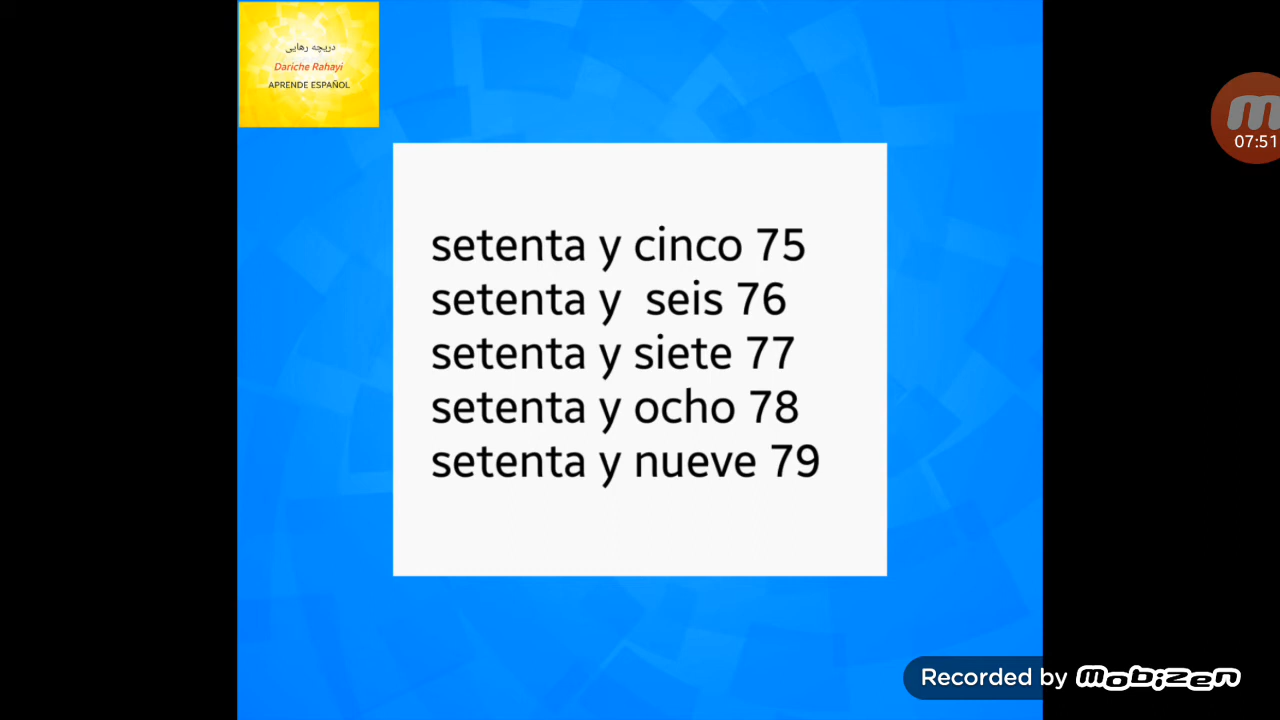 دریچه رهایی
Dariche Rahayi
APRENDE ESPAÑOL
07:51
setenta y cinco 75
setenta y  seis 76
setenta y siete 77
setenta y ocho 78
setenta y nueve 79
Recorded by mobizen